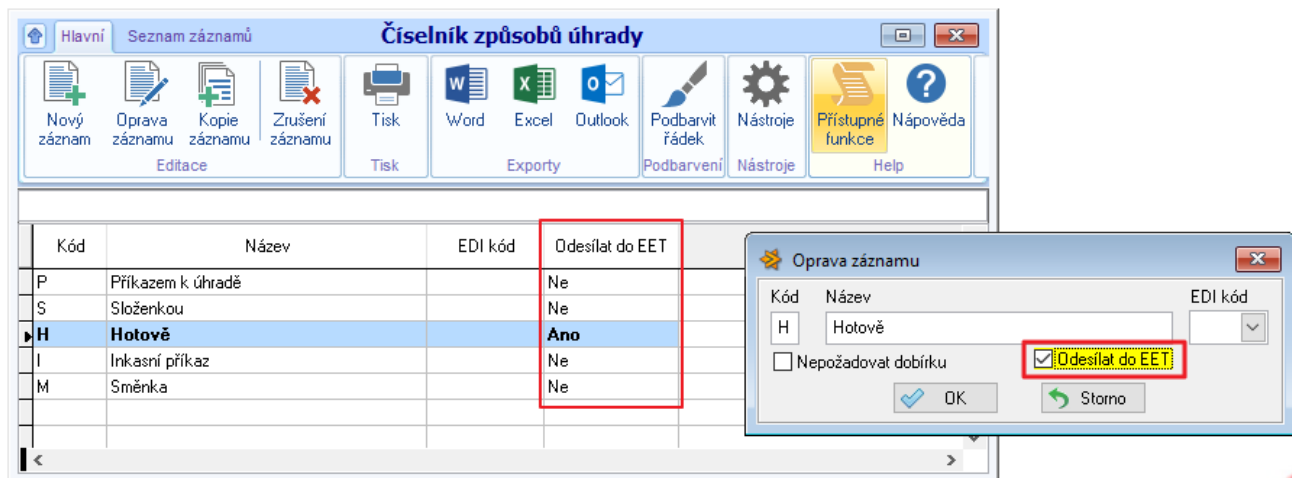 Hlavní Seznam záznamů Číselník způsobů úhrady
Nový záznam
Oprava záznamu
Kopie záznamu
Zrušení záznamu
Tisk
Word
Excel
Outlook
Podbarvit řádek
Nástroje
Přístupné funkce
Nápověda
Editace Tisk Exporty Podbarvení Nástroje Help
Kód Název EDI kód Odesílat do EET
P Příkazem k úhradě Ne
S Složenkou Ne
H Hotově Ano
I Inkasní příkaz Ne
M Směnka Ne
Oprava záznamu
Kód Název EDI kód
H Hotově
Nepožadovat dobírku Odesílat do EET
OK Storno